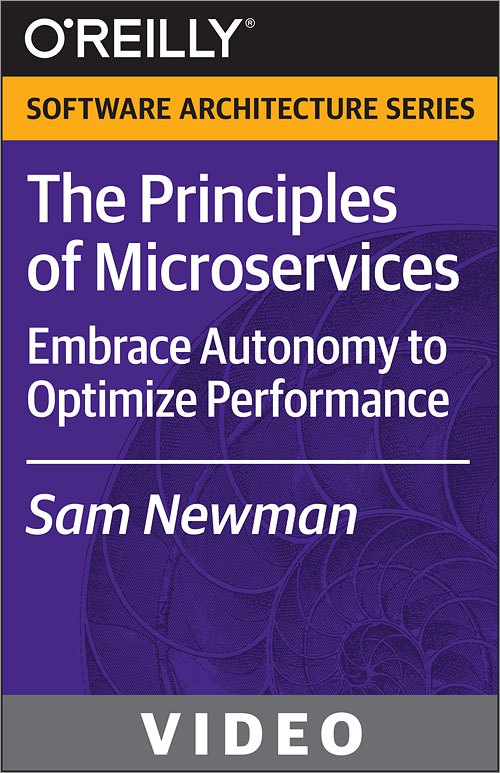 O'REILLY®
SOFTWARE ARCHITECTURE SERIES
The Principles
of Microservices
Embrace Autonomy to
Optimize Performance
Sam Newman
VIDEO